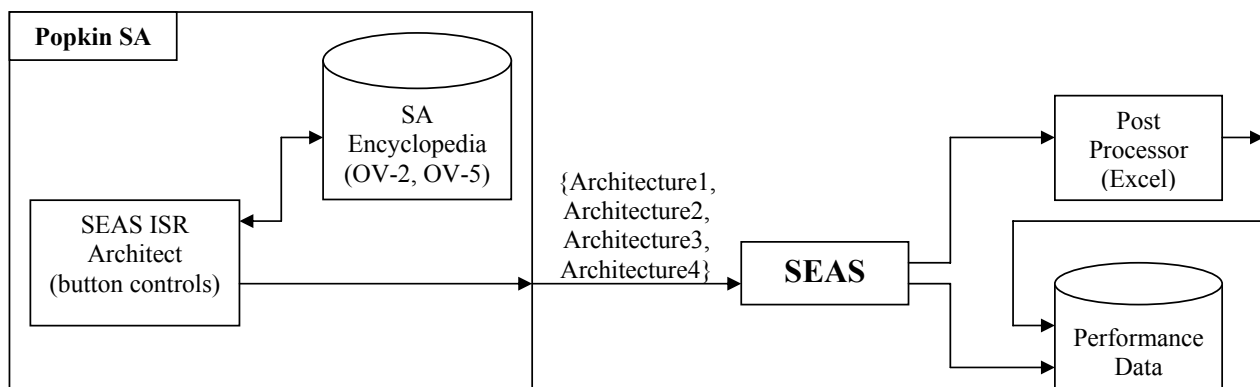 Popkin SA
SA
Encyclopedia
(OV-2, OV-5)
SEAS ISR
Architect
(button controls)
{Architecture1,
Architecture2,
Architecture3,
Architecture4}
SEAS
Post
Processor
(Excel)
Performance
Data